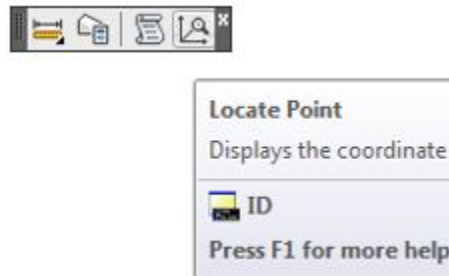 Locate Point
Displays the coordinate
ID
Press F1 for more help